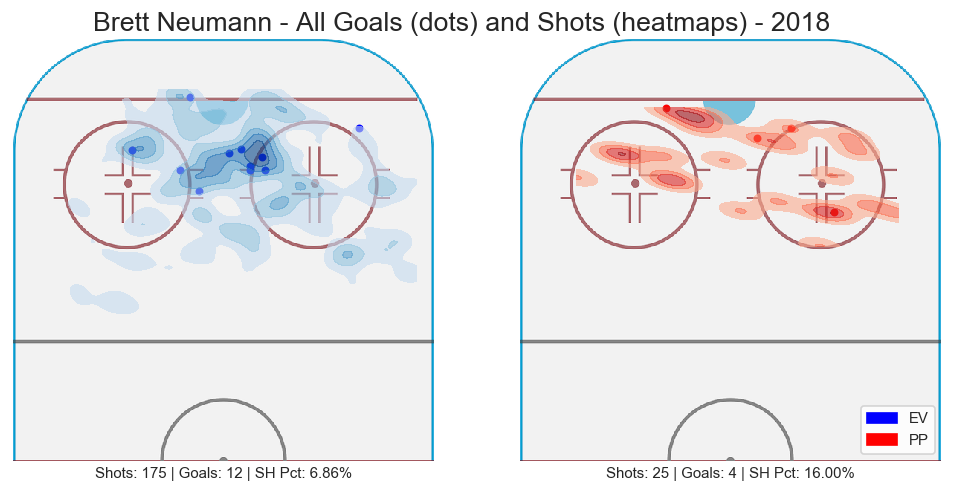 Brett Neumann - All Goals (dots) and Shots (heatmaps) - 2018
EV
PP
Shots: 175 | Goals: 12 | SH Pct: 6.86%
Shots: 25 | Goals: 4 | SH Pct: 16.00%